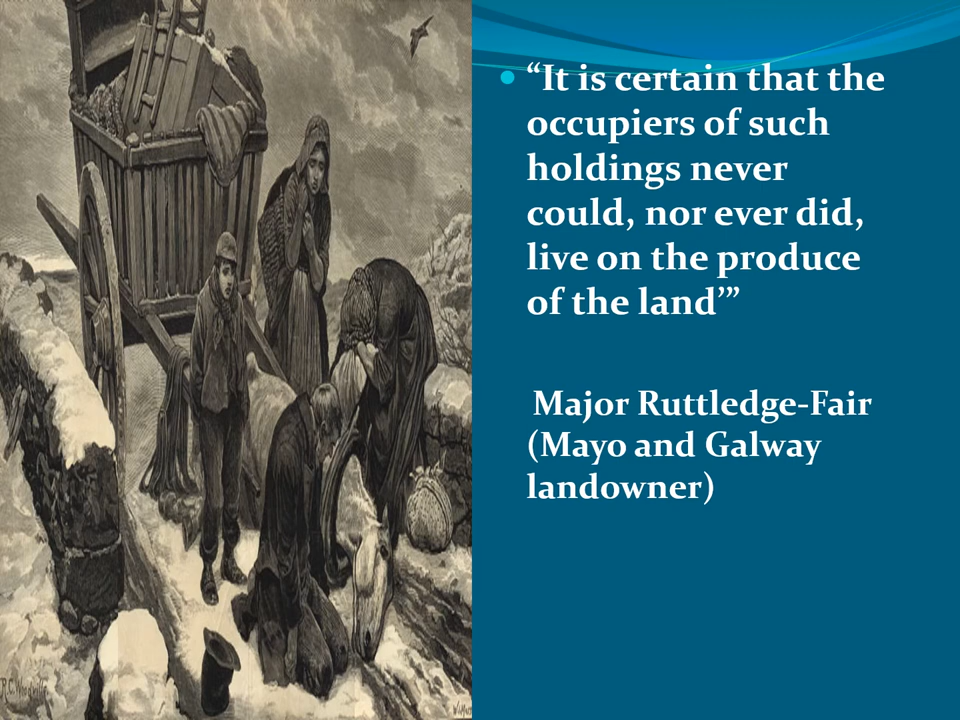 “It is certain that the
occupiers of such
holdings never
could, nor ever did,
live on the produce
of the land’”
Major Ruttledge-Fair
(Mayo and Galway
landowner)
R.C. Woodville